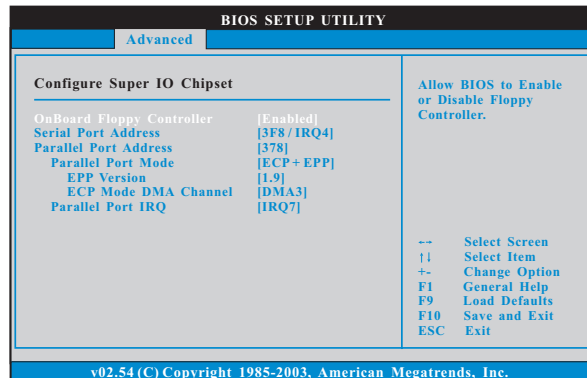 BIOS SETUP UTILITY
Advanced
Configure Super IO Chipset
OnBoard Floppy Controller [Enabled]
Serial Port Address [3F8 / IRQ4]
Parallel Port Address [378]
Parallel Port Mode [ECP + EPP]
EPP Version [1.9]
ECP Mode DMA Channel [DMA3]
Parallel Port IRQ [IRQ7]
Allow BIOS to Enable
or Disable Floppy
Controller.
←→ Select Screen
↑↓ Select Item
+- Change Option
F1 General Help
F9 Load Defaults
F10 Save and Exit
ESC Exit
v02.54 (C) Copyright 1985-2003, American Megatrends, Inc.